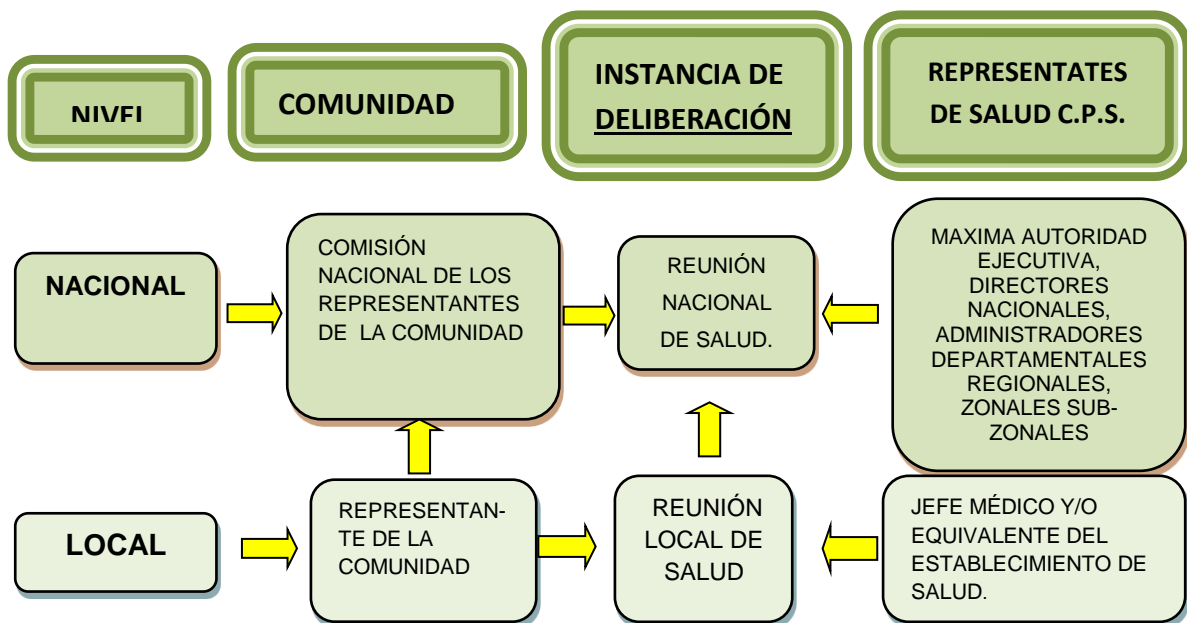 NIVEL
COMUNIDAD
INSTANCIA DE
DELIBERACIÓN
REPRESENTATES
DE SALUD C.P.S.
NACIONAL
COMISIÓN
NACIONAL DE LOS
REPRESENTANTES
DE LA COMUNIDAD
REUNIÓN
NACIONAL
DE SALUD.
MAXIMA AUTORIDAD
EJECUTIVA,
DIRECTORES
NACIONALES,
ADMINISTRADORES
DEPARTAMENTALES
REGIONALES,
ZONALES SUB-
ZONALES
LOCAL
REPRESENTAN-
TE DE LA
COMUNIDAD
REUNIÓN
LOCAL DE
SALUD
JEFE MÉDICO Y/O
EQUIVALENTE DEL
ESTABLECIMIENTO DE
SALUD.